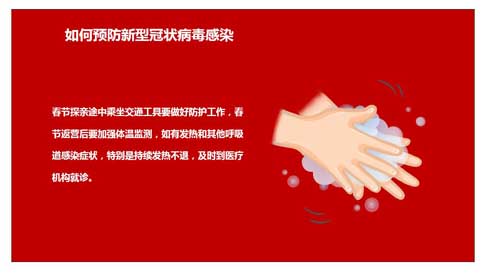 如何预防新型冠状病毒感染
春节探亲途中乘坐交通工具要做好防护工作，春
节返营后要加强体温监测，如有发热和其他呼吸
道感染症状，特别是持续发热不退，及时到医疗
机构就诊。